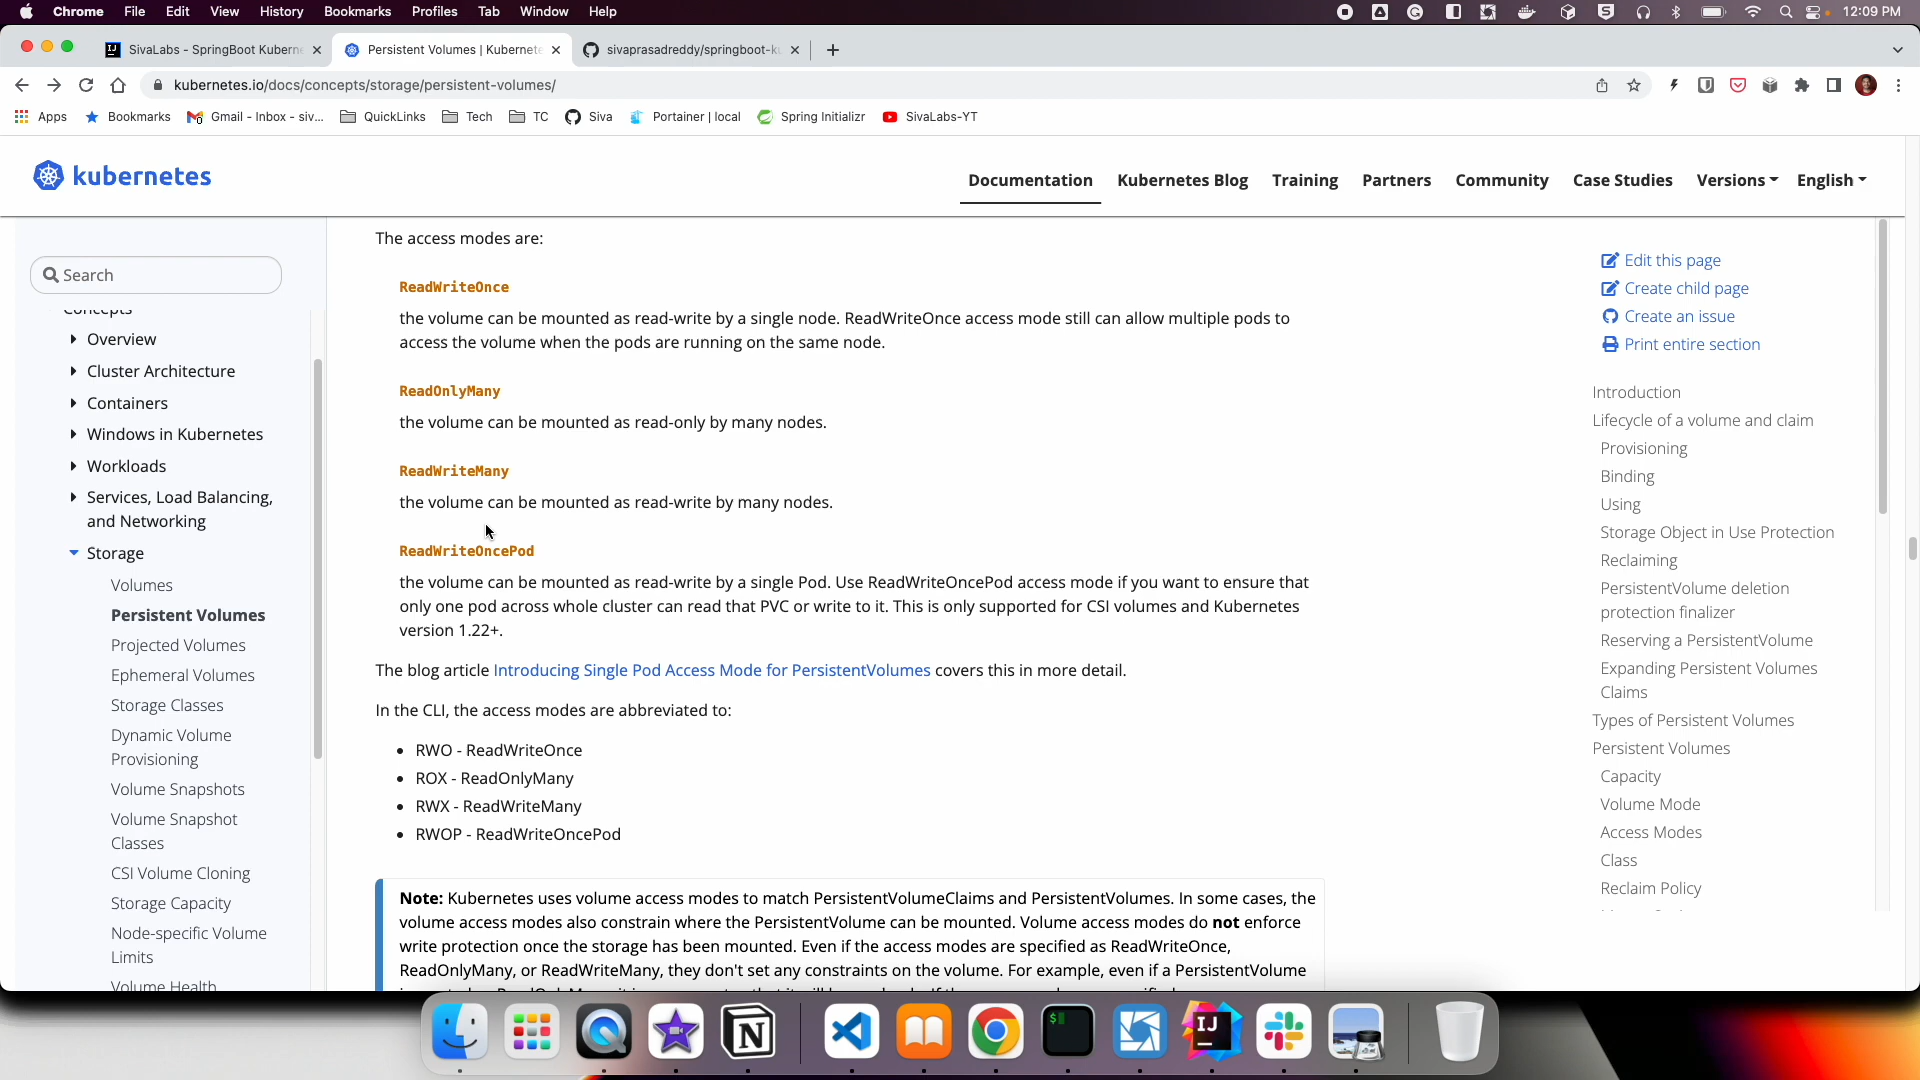 Chrome File Edit View History Bookmarks Profiles Tab Window Help 12:09 PM
SivaLabs - SpringBoot Kuberne
Persistent Volumes | Kubernete
sivaprasadreddy/springboot-ku
kubernetes.io/docs/concepts/storage/persistent-volumes/
Apps Bookmarks Gmail - Inbox - siv... QuickLinks Tech TC Siva Portainer | local Spring Initializr SivaLabs-YT
kubernetes
Documentation Kubernetes Blog Training Partners Community Case Studies Versions English
Search
Concepts
Overview
Cluster Architecture
Containers
Windows in Kubernetes
Workloads
Services, Load Balancing,
and Networking
Storage
Volumes
Persistent Volumes
Projected Volumes
Ephemeral Volumes
Storage Classes
Dynamic Volume
Provisioning
Volume Snapshots
Volume Snapshot
Classes
CSI Volume Cloning
Storage Capacity
Node-specific Volume
Limits
Volume Health
The access modes are:
ReadWriteOnce
the volume can be mounted as read-write by a single node. ReadWriteOnce access mode still can allow multiple pods to
access the volume when the pods are running on the same node.
ReadOnlyMany
the volume can be mounted as read-only by many nodes.
ReadWriteMany
the volume can be mounted as read-write by many nodes.
ReadWriteOncePod
the volume can be mounted as read-write by a single Pod. Use ReadWriteOncePod access mode if you want to ensure that
only one pod across whole cluster can read that PVC or write to it. This is only supported for CSI volumes and Kubernetes
version 1.22+.
The blog article Introducing Single Pod Access Mode for PersistentVolumes covers this in more detail.
In the CLI, the access modes are abbreviated to:
• RWO - ReadWriteOnce
• ROX - ReadOnlyMany
• RWX - ReadWriteMany
• RWOP - ReadWriteOncePod
Note: Kubernetes uses volume access modes to match PersistentVolumeClaims and PersistentVolumes. In some cases, the
volume access modes also constrain where the PersistentVolume can be mounted. Volume access modes do not enforce
write protection once the storage has been mounted. Even if the access modes are specified as ReadWriteOnce,
ReadOnlyMany, or ReadWriteMany, they don't set any constraints on the volume. For example, even if a PersistentVolume
Edit this page
Create child page
Create an issue
Print entire section
Introduction
Lifecycle of a volume and claim
Provisioning
Binding
Using
Storage Object in Use Protection
Reclaiming
PersistentVolume deletion
protection finalizer
Reserving a PersistentVolume
Expanding Persistent Volumes
Claims
Types of Persistent Volumes
Persistent Volumes
Capacity
Volume Mode
Access Modes
Class
Reclaim Policy
$
IJ